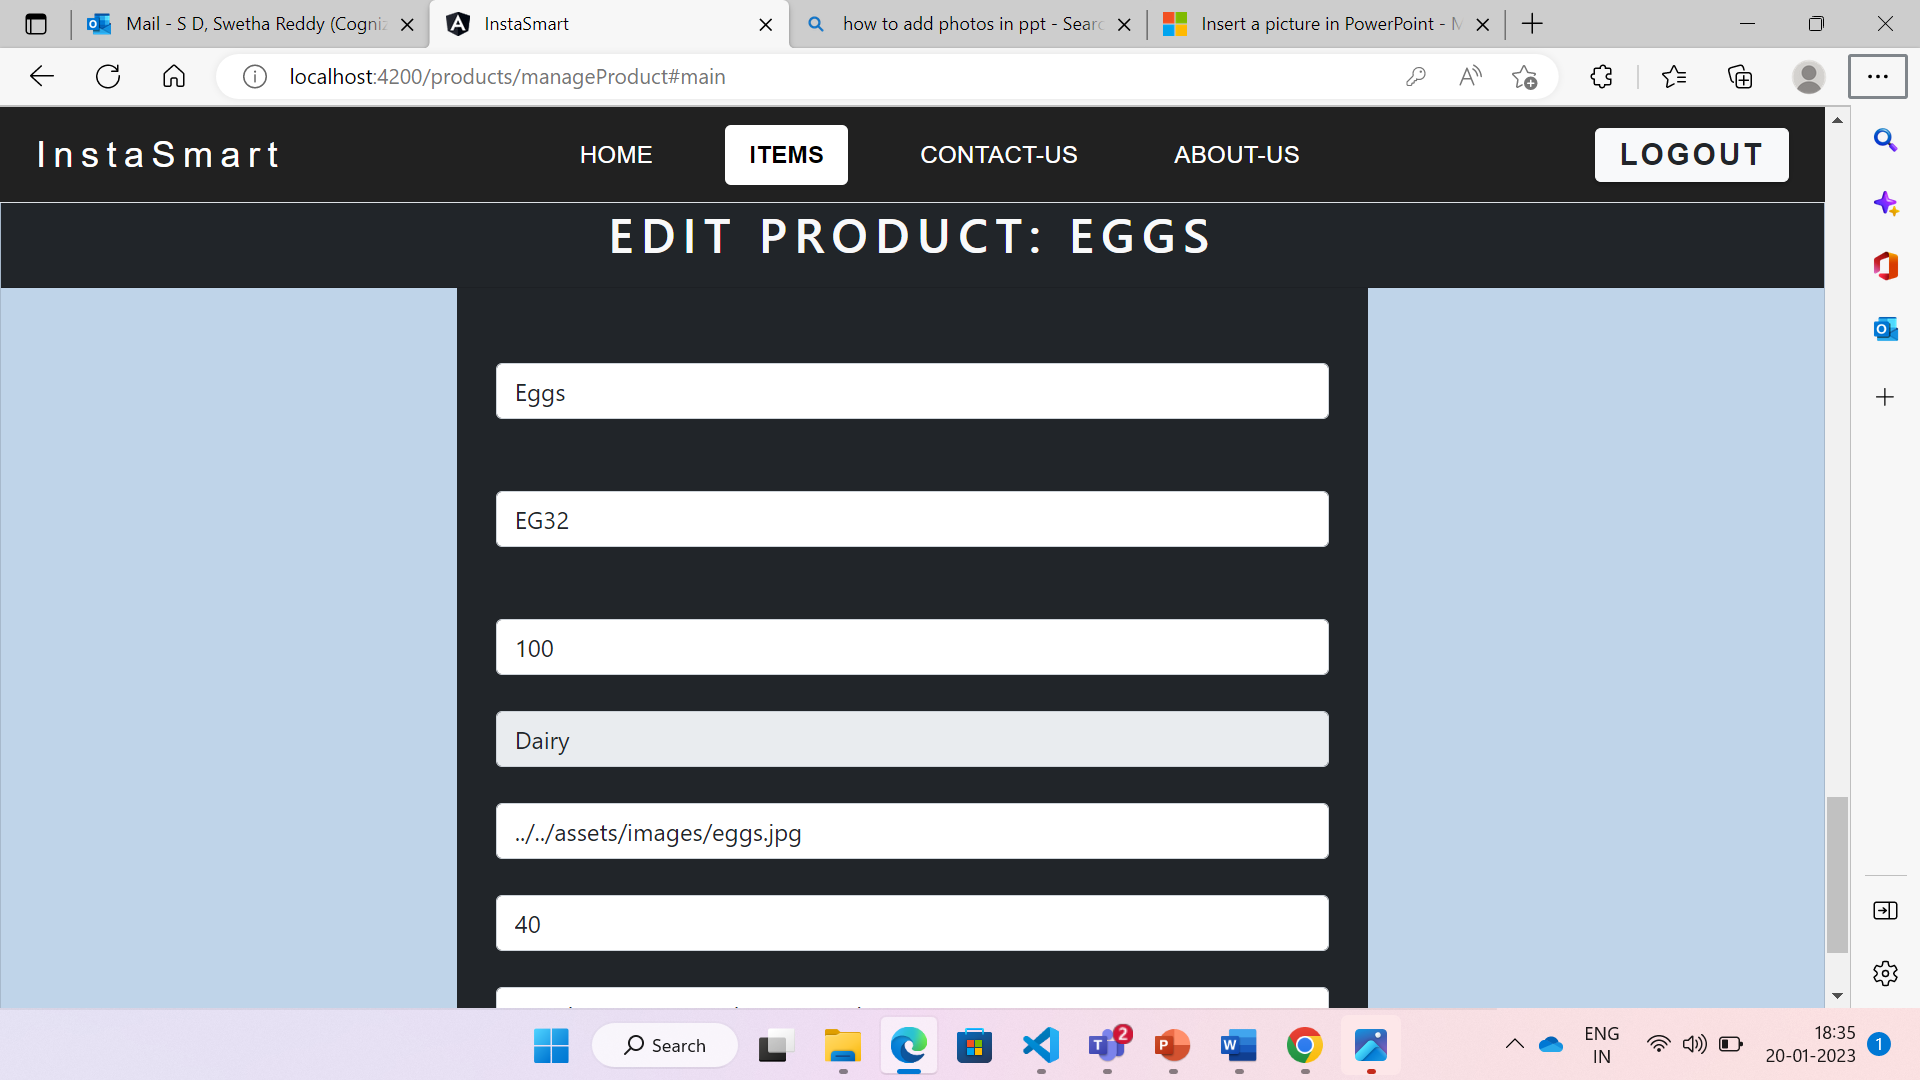 Mail - S D, Swetha Reddy (Cogniz
InstaSmart
how to add photos in ppt - Searc
Insert a picture in PowerPoint - M
localhost:4200/products/manageProduct#main
InstaSmart
HOME
ITEMS
CONTACT-US
ABOUT-US
LOGOUT
EDIT PRODUCT: EGGS
Eggs
EG32
100
Dairy
../../assets/images/eggs.jpg
40
Search
2
ENG
IN
18:35
20-01-2023
1